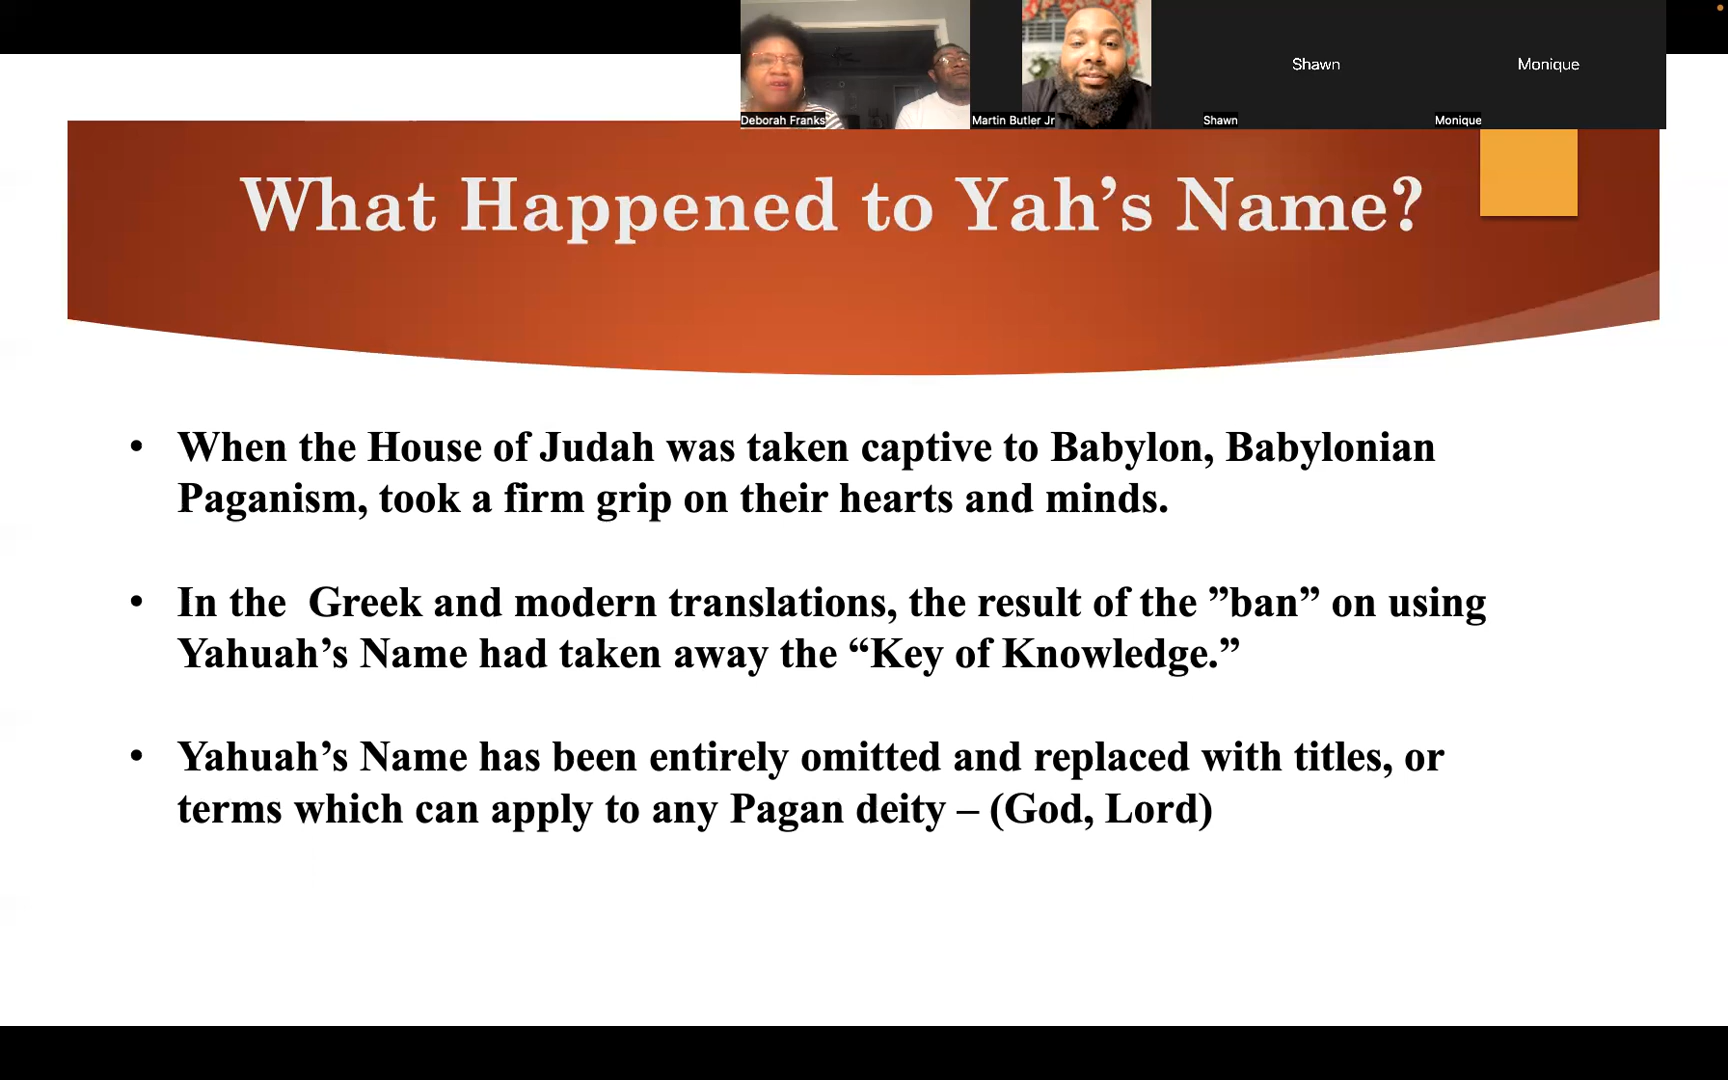 Shawn
Monique
Deborah Franks
Martin Butler Jr
Shawn
Monique
What Happened to Yah’s Name?
• When the House of Judah was taken captive to Babylon, Babylonian
Paganism, took a firm grip on their hearts and minds.
• In the  Greek and modern translations, the result of the ”ban” on using
Yahuah’s Name had taken away the “Key of Knowledge.”
• Yahuah’s Name has been entirely omitted and replaced with titles, or
terms which can apply to any Pagan deity – (God, Lord)